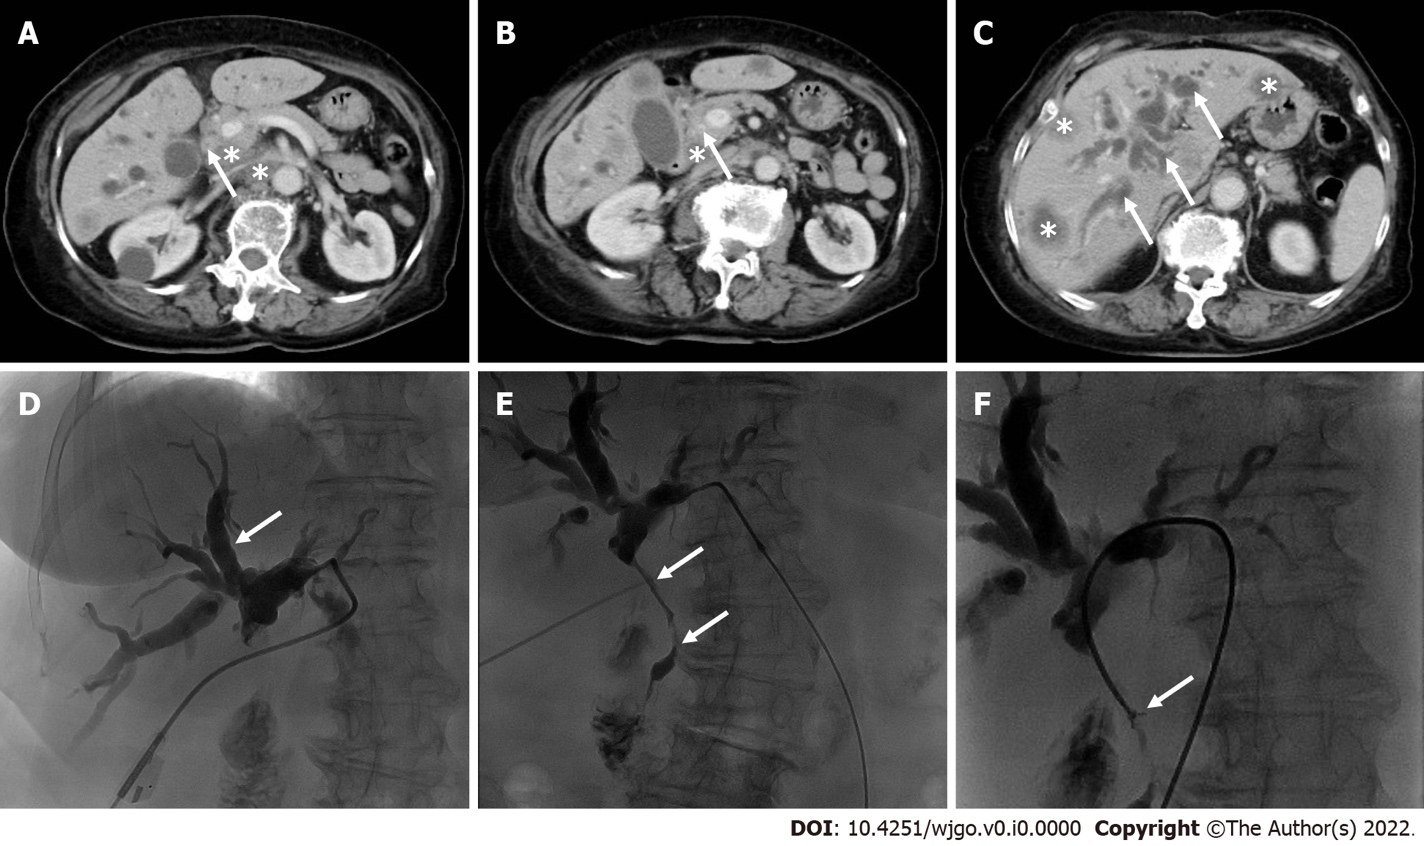 A
B
C
*
*
*
*
*
*
D
E
F
DOI: 10.4251/wjgo.v0.i0.0000 Copyright ©The Author(s) 2022.